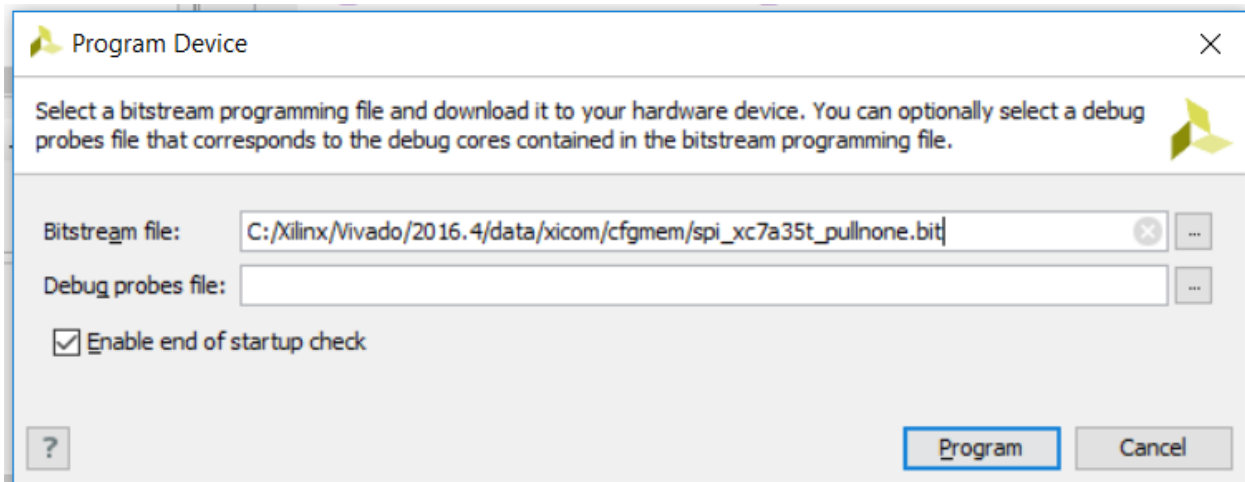 Program Device
Select a bitstream programming file and download it to your hardware device. You can optionally select a debug
probes file that corresponds to the debug cores contained in the bitstream programming file.
Bitstream file: C:/Xilinx/Vivado/2016.4/data/xicom/cfgmem/spi_xc7a35t_pullnone.bit ...
Debug probes file: ...
Enable end of startup check
? Program Cancel